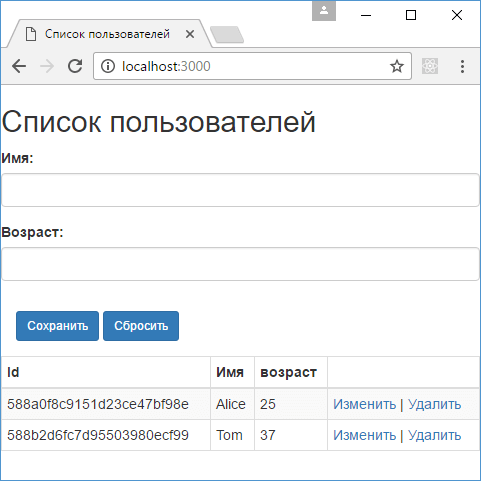 Список пользователей
localhost:3000
Список пользователей
Имя:
Возраст:
Сохранить Сбросить
Id Имя возраст
588a0f8c9151d23ce47bf98e Alice 25 Изменить | Удалить
588b2d6fc7d95503980ecf99 Tom 37 Изменить | Удалить